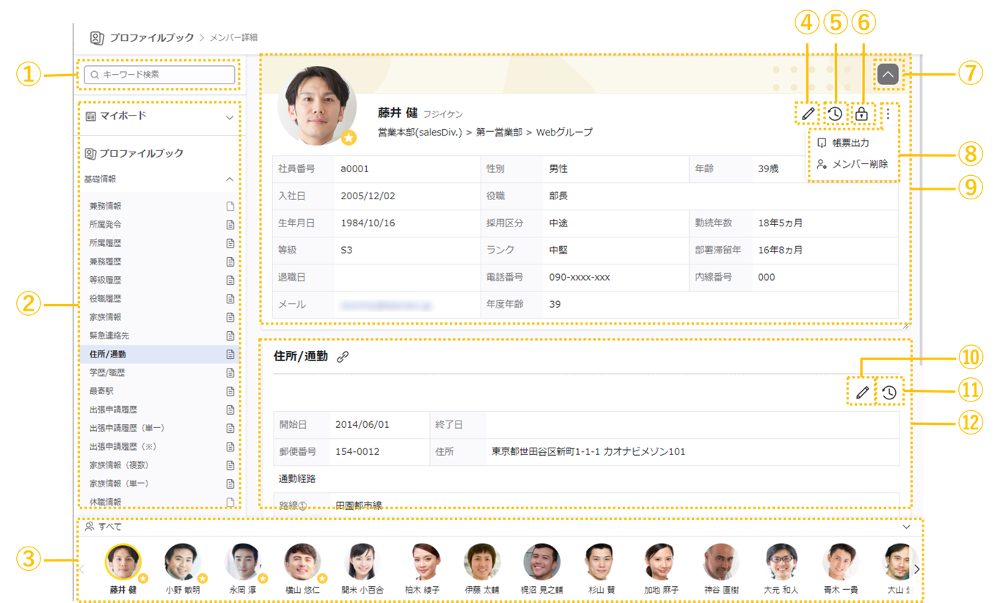 ④ ⑤ ⑥
プロファイルブック > メンバー詳細
① キーワード検索
⑦
マイボード
プロファイルブック
基礎情報
兼務情報
所属発令
所属履歴
兼務履歴
等級履歴
役職履歴
家族情報
緊急連絡先
住所/通勤
学歴/職歴
最寄駅
出張申請履歴
出張申請履歴（単一）
出張申請履歴（※）
家族情報（複数）
家族情報（単一）
休職情報
②
藤井 健 フジイケン
営業本部(salesDiv.) > 第一営業部 > Webグループ
帳票出力
メンバー削除
⑧
⑨
社員番号 a0001 性別 男性 年齢 39歳
入社日 2005/12/02 役職 部長
生年月日 1984/10/16 採用区分 中途 勤続年数 18年5ヵ月
等級 S3 ランク 中堅 部署滞留年 16年8ヵ月
退職日 電話番号 090-xxxx-xxx 内線番号 000
メール 年度年齢 39
住所/通勤
⑩
⑪
⑫
開始日 2014/06/01 終了日
郵便番号 154-0012 住所 東京都世田谷区新町1-1-1 カオナビメゾン101
通勤経路
路線① 田園都市線
すべて
③
藤井 健 小野 敏明 永岡 淳 横山 悠仁 開米 小百合 柏木 綾子 伊藤 太輔 梶沼 見之輔 杉山 賢 加地 麻子 神谷 直樹 大元 和人 青木 一貴 大山